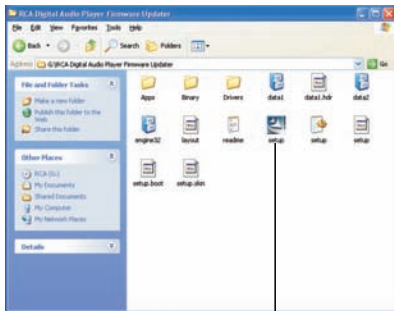 RCA Digital Audio Player Firmware Updater
File Edit View Favorites Tools Help
Back Search Folders
Address G:\RCA Digital Audio Player Firmware Updater Go
File and Folder Tasks
Make a new folder
Publish this folder to the
Web
Share this folder
Other Places
RCA (G:)
My Documents
Shared Documents
My Computer
My Network Places
Details
Apps Binary Drivers data1 data1.hdr data2
engine32 layout readme setup setup setup
setup.boot setup.skin